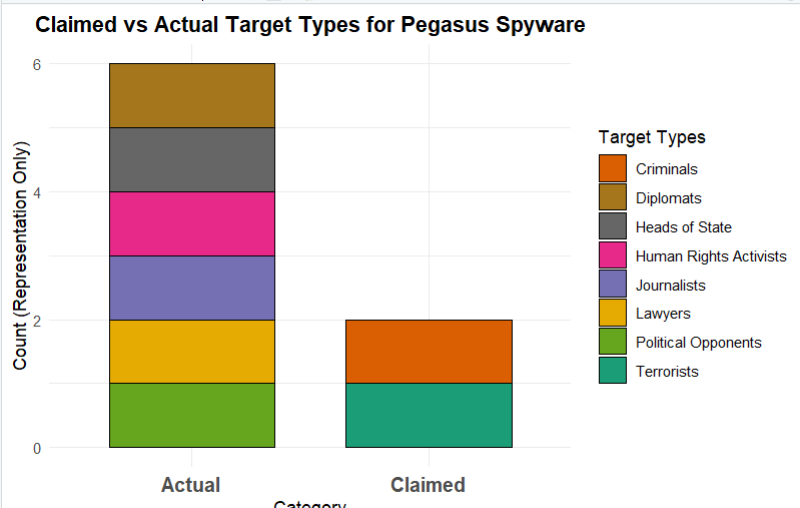 Claimed vs Actual Target Types for Pegasus Spyware
Count (Representation Only)
6
4
2
0
Actual
Claimed
Category
Target Types
Criminals
Diplomats
Heads of State
Human Rights Activists
Journalists
Lawyers
Political Opponents
Terrorists